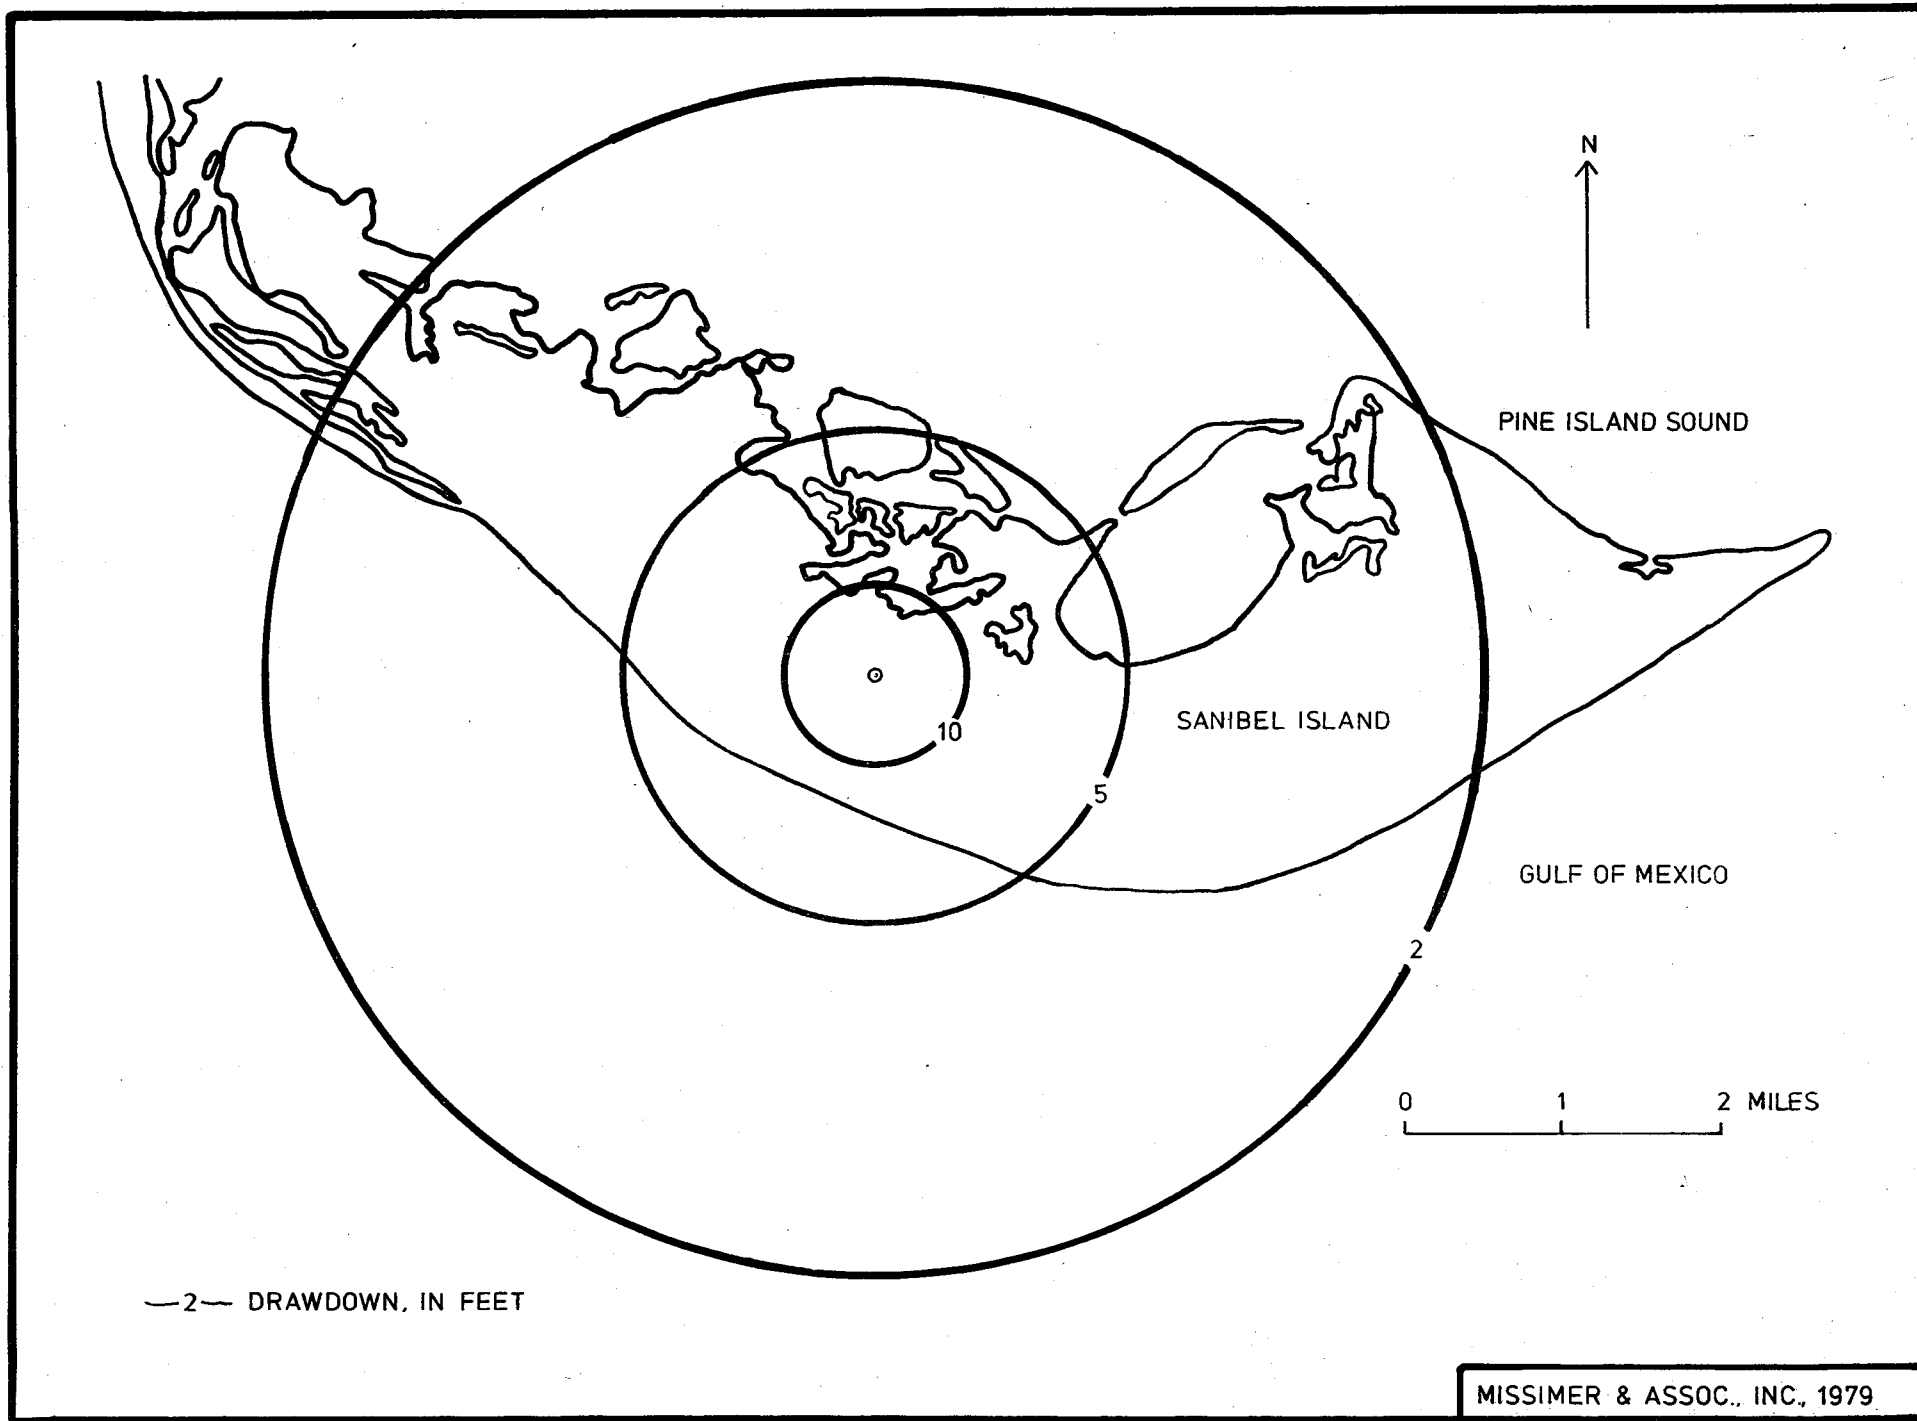 N
PINE ISLAND SOUND
SANIBEL ISLAND
10
5
GULF OF MEXICO
2
0 1 2 MILES
—2— DRAWDOWN, IN FEET
MISSIMER & ASSOC., INC., 1979